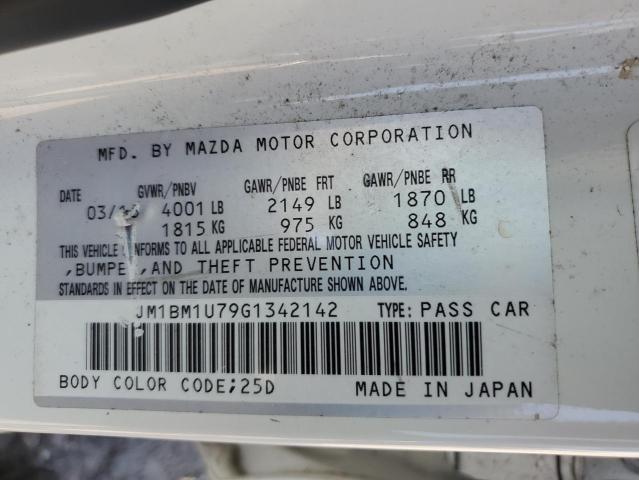 MFD. BY MAZDA MOTOR CORPORATION
DATE GVWR/PNBV GAWR/PNBE FRT GAWR/PNBE RR
4001 LB 2149 LB 1870 LB
1815 KG 975 KG 848 KG
THIS VEHICLE CONFORMS TO ALL APPLICABLE FEDERAL MOTOR VEHICLE SAFETY
,BUMPER,AND THEFT PREVENTION
STANDARDS IN EFFECT ON THE DATE OF MANUFACTURE SHOWN ABOVE.
JM1BM1U79G1342142 TYPE: PASS CAR
BODY COLOR CODE;25D MADE IN JAPAN